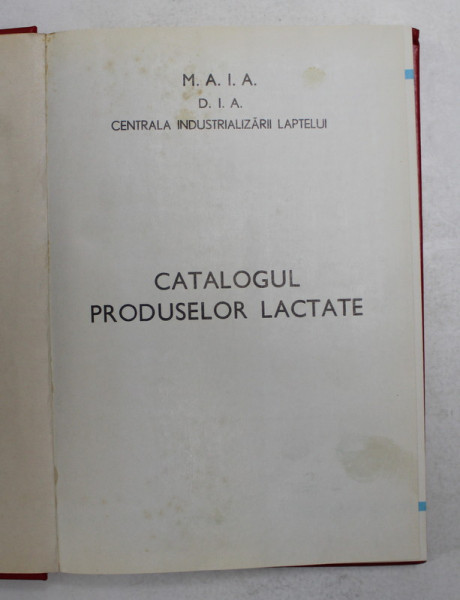 M. A. I. A.
D. I. A.
CENTRALA INDUSTRIALIZĂRII LAPTELUI
CATALOGUL
PRODUSELOR LACTATE